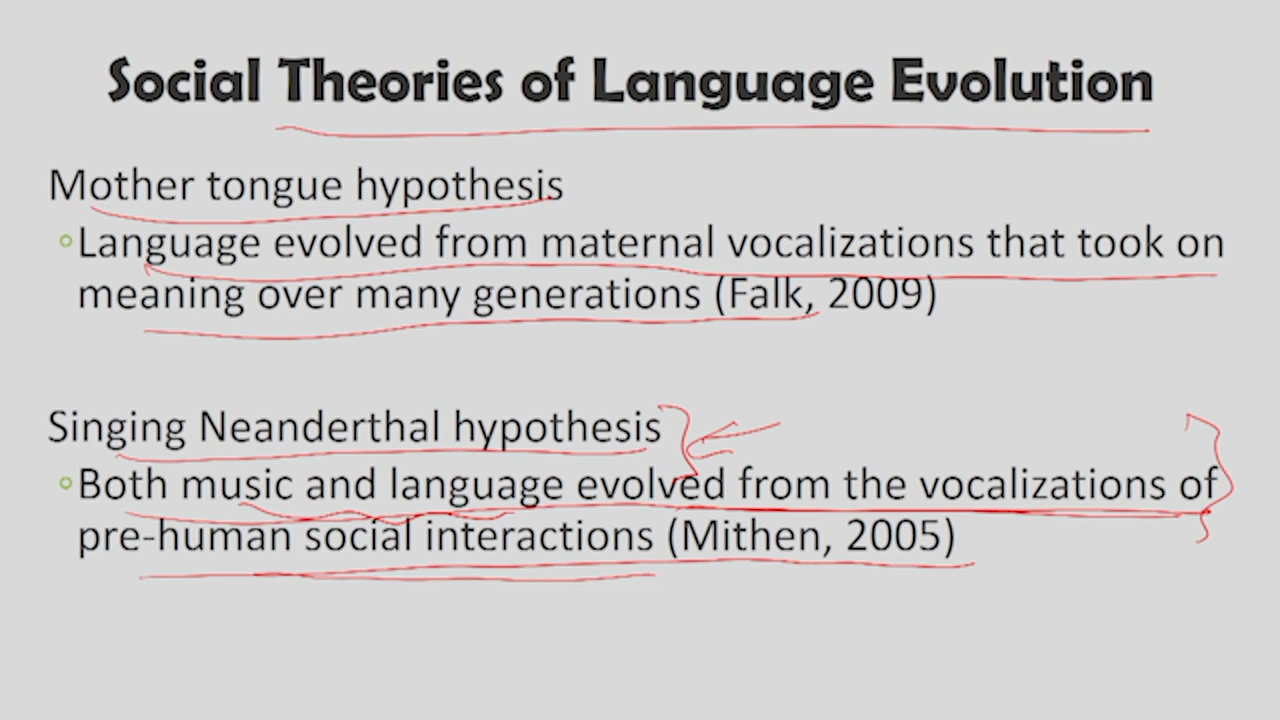 Social Theories of Language Evolution
Mother tongue hypothesis
Language evolved from maternal vocalizations that took on
meaning over many generations (Falk, 2009)
Singing Neanderthal hypothesis
Both music and language evolved from the vocalizations of
pre-human social interactions (Mithen, 2005)